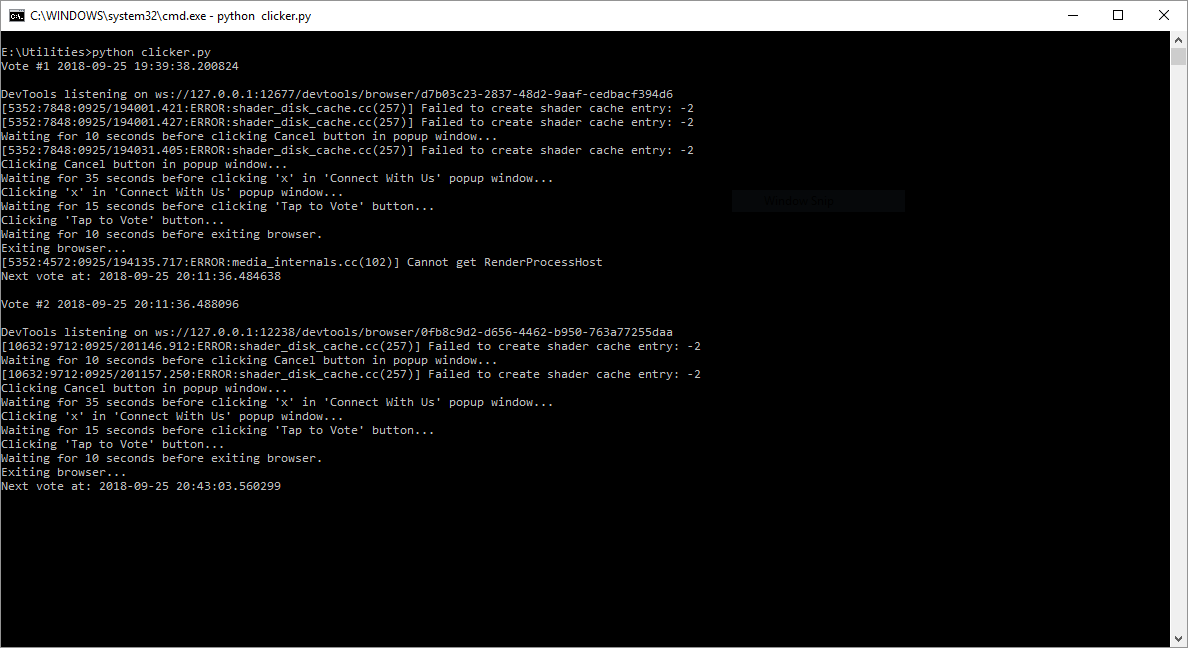 C:\WINDOWS\system32\cmd.exe - python  clicker.py
E:\Utilities>python clicker.py
Vote #1 2018-09-25 19:39:38.200824
DevTools listening on ws://127.0.0.1:12677/devtools/browser/d7b03c23-2837-48d2-9aaf-cedbacf394d6
[5352:7848:0925/194001.421:ERROR:shader_disk_cache.cc(257)] Failed to create shader cache entry: -2
[5352:7848:0925/194001.427:ERROR:shader_disk_cache.cc(257)] Failed to create shader cache entry: -2
Waiting for 10 seconds before clicking Cancel button in popup window...
[5352:7848:0925/194031.405:ERROR:shader_disk_cache.cc(257)] Failed to create shader cache entry: -2
Clicking Cancel button in popup window...
Waiting for 35 seconds before clicking 'x' in 'Connect With Us' popup window...
Clicking 'x' in 'Connect With Us' popup window...
Waiting for 15 seconds before clicking 'Tap to Vote' button...
Window Snip
Clicking 'Tap to Vote' button...
Waiting for 10 seconds before exiting browser.
Exiting browser...
[5352:4572:0925/194135.717:ERROR:media_internals.cc(102)] Cannot get RenderProcessHost
Next vote at: 2018-09-25 20:11:36.484638
Vote #2 2018-09-25 20:11:36.488096
DevTools listening on ws://127.0.0.1:12238/devtools/browser/0fb8c9d2-d656-4462-b950-763a77255daa
[10632:9712:0925/201146.912:ERROR:shader_disk_cache.cc(257)] Failed to create shader cache entry: -2
Waiting for 10 seconds before clicking Cancel button in popup window...
[10632:9712:0925/201157.250:ERROR:shader_disk_cache.cc(257)] Failed to create shader cache entry: -2
Clicking Cancel button in popup window...
Waiting for 35 seconds before clicking 'x' in 'Connect With Us' popup window...
Clicking 'x' in 'Connect With Us' popup window...
Waiting for 15 seconds before clicking 'Tap to Vote' button...
Clicking 'Tap to Vote' button...
Waiting for 10 seconds before exiting browser.
Exiting browser...
Next vote at: 2018-09-25 20:43:03.560299